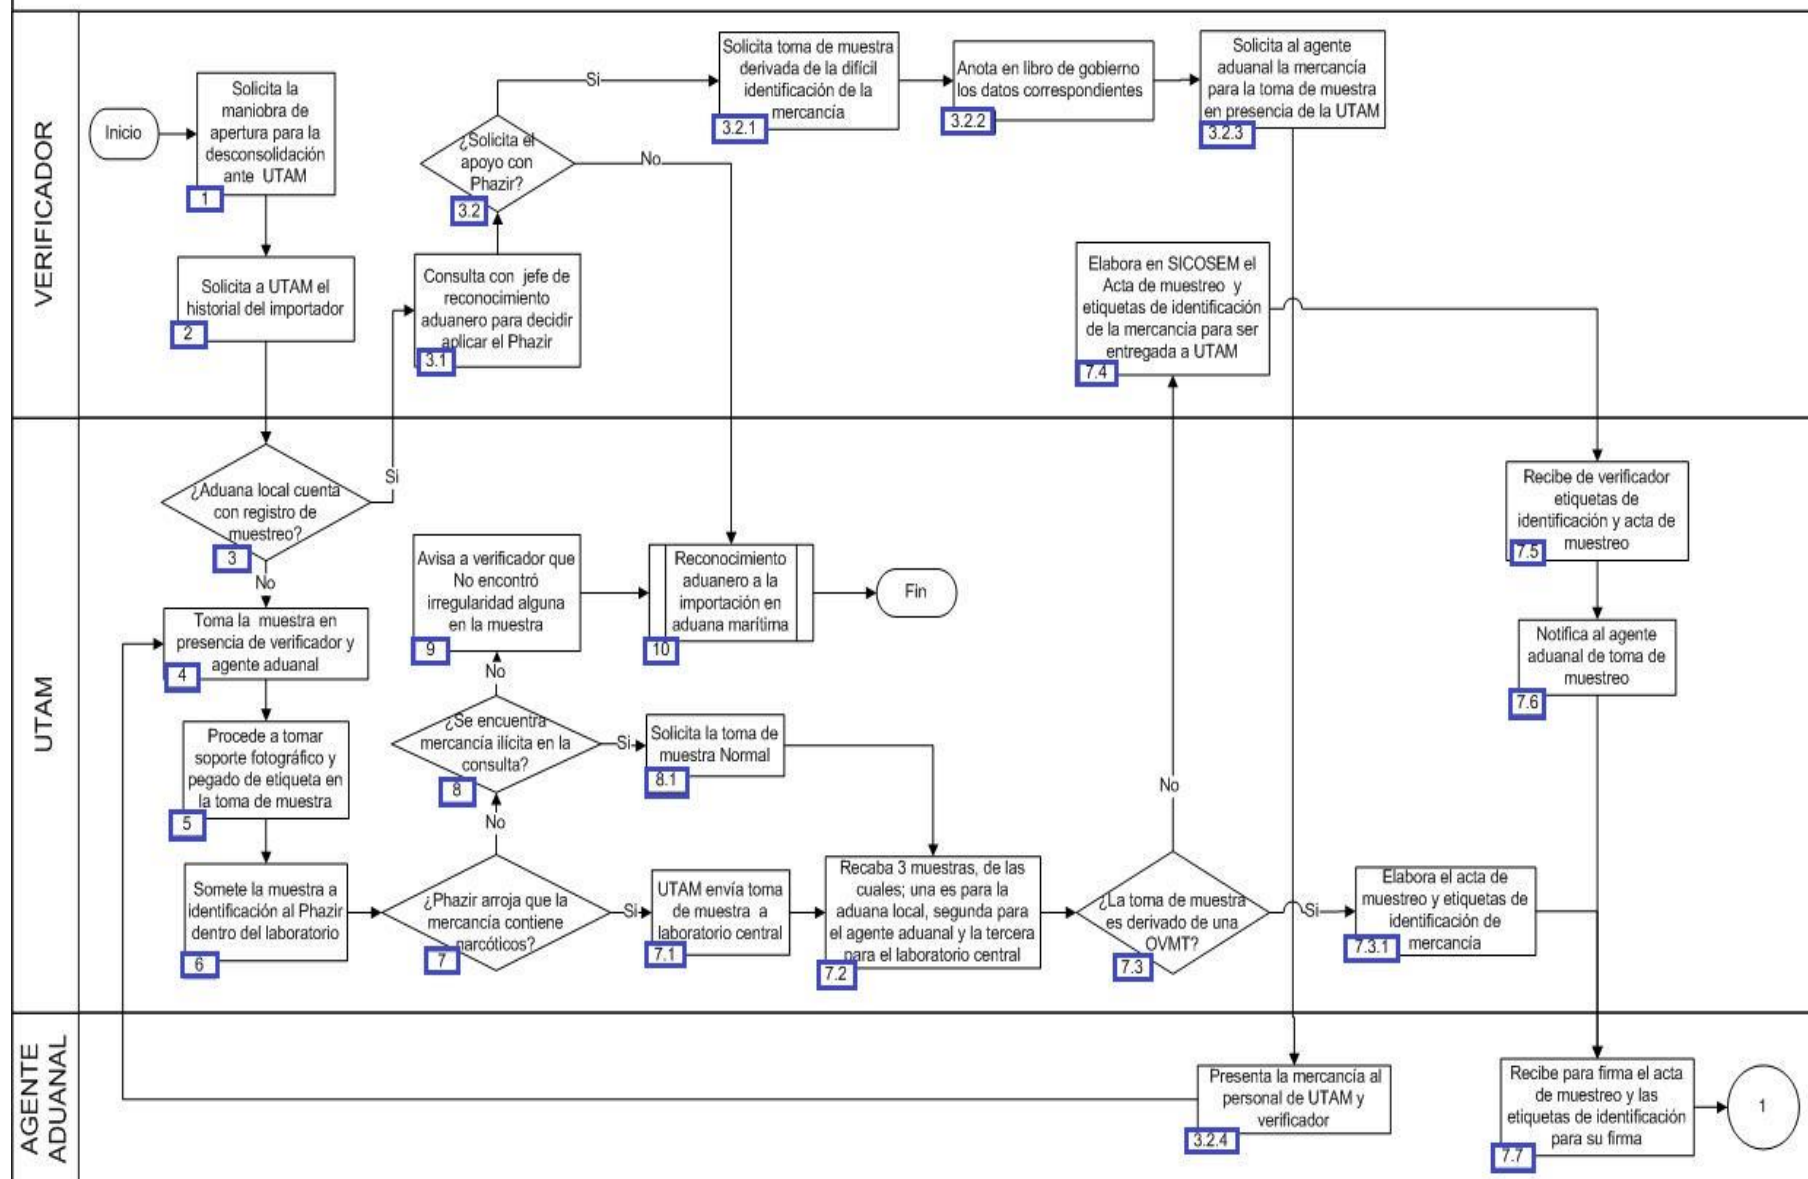 VERIFICADOR
Inicio
Solicita la
maniobra de
apertura para la
desconsolidación
ante UTAM
1
Solicita a UTAM el
historial del importador
2
Consulta con jefe de
reconocimiento
aduanero para decidir
aplicar el Phazir
3.1
¿Solicita el
apoyo con
Phazir?
3.2
Si
No
Solicita toma de muestra
derivada de la difícil
identificación de la
mercancía
3.2.1
Anota en libro de gobierno
los datos correspondientes
3.2.2
Solicita al agente
aduanal la mercancía
para la toma de muestra
en presencia de la UTAM
3.2.3
Elabora en SICOSEM el
Acta de muestreo y
etiquetas de identificación
de la mercancía para ser
entregada a UTAM
7.4
UTAM
¿Aduana local cuenta
con registro de
muestreo?
3
Si
No
Toma la muestra en
presencia de verificador y
agente aduanal
4
Procede a tomar
soporte fotográfico y
pegado de etiqueta en
la toma de muestra
5
Somete la muestra a
identificación al Phazir
dentro del laboratorio
6
¿Phazir arroja que la
mercancía contiene
narcóticos?
7
No
Si
¿Se encuentra
mercancía ilícita en la
consulta?
8
No
Si
Avisa a verificador que
No encontró
irregularidad alguna
en la muestra
9
Reconocimiento
aduanero a la
importación en
aduana marítima
10
Fin
Solicita la toma de
muestra Normal
8.1
UTAM envía toma
de muestra a
laboratorio central
7.1
Recaba 3 muestras, de las
cuales; una es para la
aduana local, segunda para
el agente aduanal y la tercera
para el laboratorio central
7.2
¿La toma de muestra
es derivado de una
OVMT?
7.3
No
Si
Elabora el acta de
muestreo y etiquetas de
identificación de
mercancía
7.3.1
Recibe de verificador
etiquetas de
identificación y acta de
muestreo
7.5
Notifica al agente
aduanal de toma de
muestreo
7.6
AGENTE
ADUANAL
Presenta la mercancía al
personal de UTAM y
verificador
3.2.4
Recibe para firma el acta
de muestreo y las
etiquetas de identificación
para su firma
7.7
1